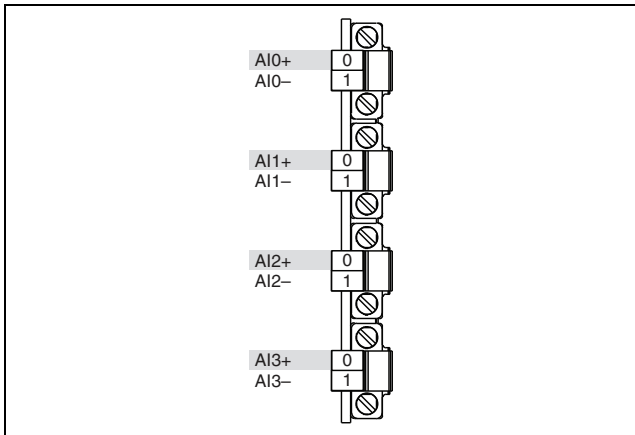 AI0+ 0
AI0– 1
AI1+ 0
AI1– 1
AI2+ 0
AI2– 1
AI3+ 0
AI3– 1